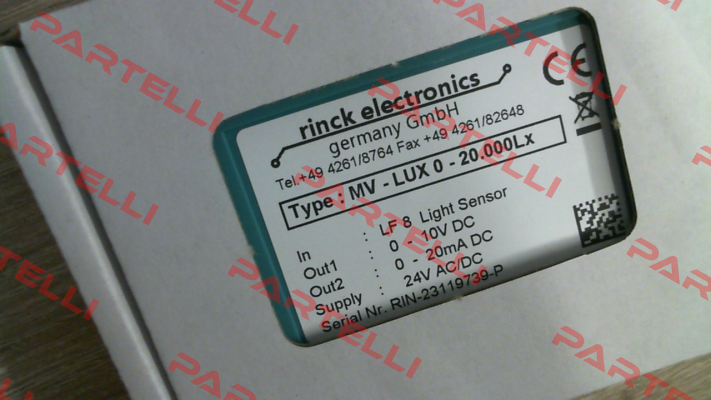 rinck electronics
germany GmbH
Tel.+49 4261/8764 Fax +49 4261/82648
Type : MV - LUX 0 - 20.000Lx
In : LF 8 Light Sensor
Out1 : 0 - 10V DC
Out2 : 0 - 20mA DC
Supply : 24V AC/DC
Serial Nr. RIN-23119739-P
CE
PARTELLI
PARTELLI
PARTELLI
PARTELLI
PARTELLI
PARTELLI
PARTELLI
PARTELLI
PARTELLI